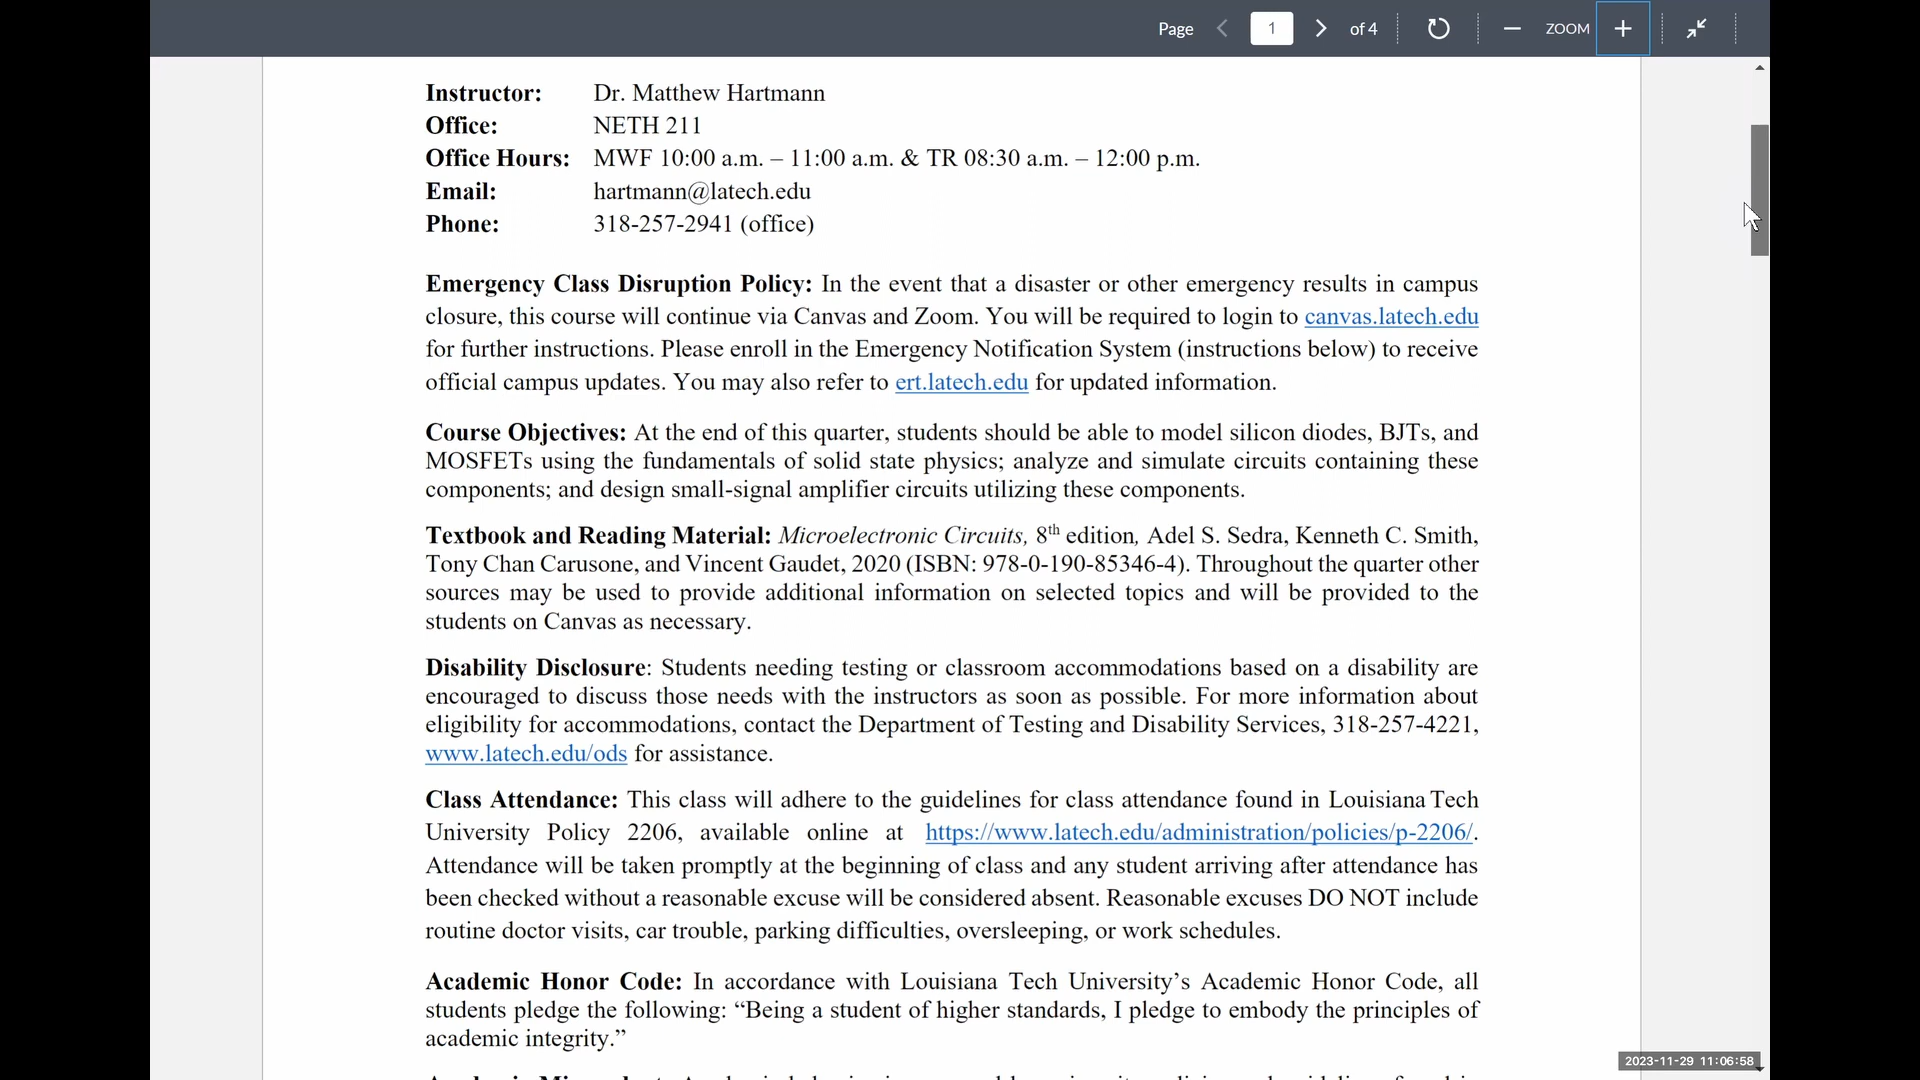 Page 1 of 4 ZOOM
Instructor: Dr. Matthew Hartmann
Office: NETH 211
Office Hours: MWF 10:00 a.m. – 11:00 a.m. & TR 08:30 a.m. – 12:00 p.m.
Email: hartmann@latech.edu
Phone: 318-257-2941 (office)
Emergency Class Disruption Policy: In the event that a disaster or other emergency results in campus
closure, this course will continue via Canvas and Zoom. You will be required to login to canvas.latech.edu
for further instructions. Please enroll in the Emergency Notification System (instructions below) to receive
official campus updates. You may also refer to ert.latech.edu for updated information.
Course Objectives: At the end of this quarter, students should be able to model silicon diodes, BJTs, and
MOSFETs using the fundamentals of solid state physics; analyze and simulate circuits containing these
components; and design small-signal amplifier circuits utilizing these components.
Textbook and Reading Material: Microelectronic Circuits, 8th edition, Adel S. Sedra, Kenneth C. Smith,
Tony Chan Carusone, and Vincent Gaudet, 2020 (ISBN: 978-0-190-85346-4). Throughout the quarter other
sources may be used to provide additional information on selected topics and will be provided to the
students on Canvas as necessary.
Disability Disclosure: Students needing testing or classroom accommodations based on a disability are
encouraged to discuss those needs with the instructors as soon as possible. For more information about
eligibility for accommodations, contact the Department of Testing and Disability Services, 318-257-4221,
www.latech.edu/ods for assistance.
Class Attendance: This class will adhere to the guidelines for class attendance found in Louisiana Tech
University Policy 2206, available online at https://www.latech.edu/administration/policies/p-2206/.
Attendance will be taken promptly at the beginning of class and any student arriving after attendance has
been checked without a reasonable excuse will be considered absent. Reasonable excuses DO NOT include
routine doctor visits, car trouble, parking difficulties, oversleeping, or work schedules.
Academic Honor Code: In accordance with Louisiana Tech University’s Academic Honor Code, all
students pledge the following: “Being a student of higher standards, I pledge to embody the principles of
academic integrity.”
2023-11-29 11:06:58